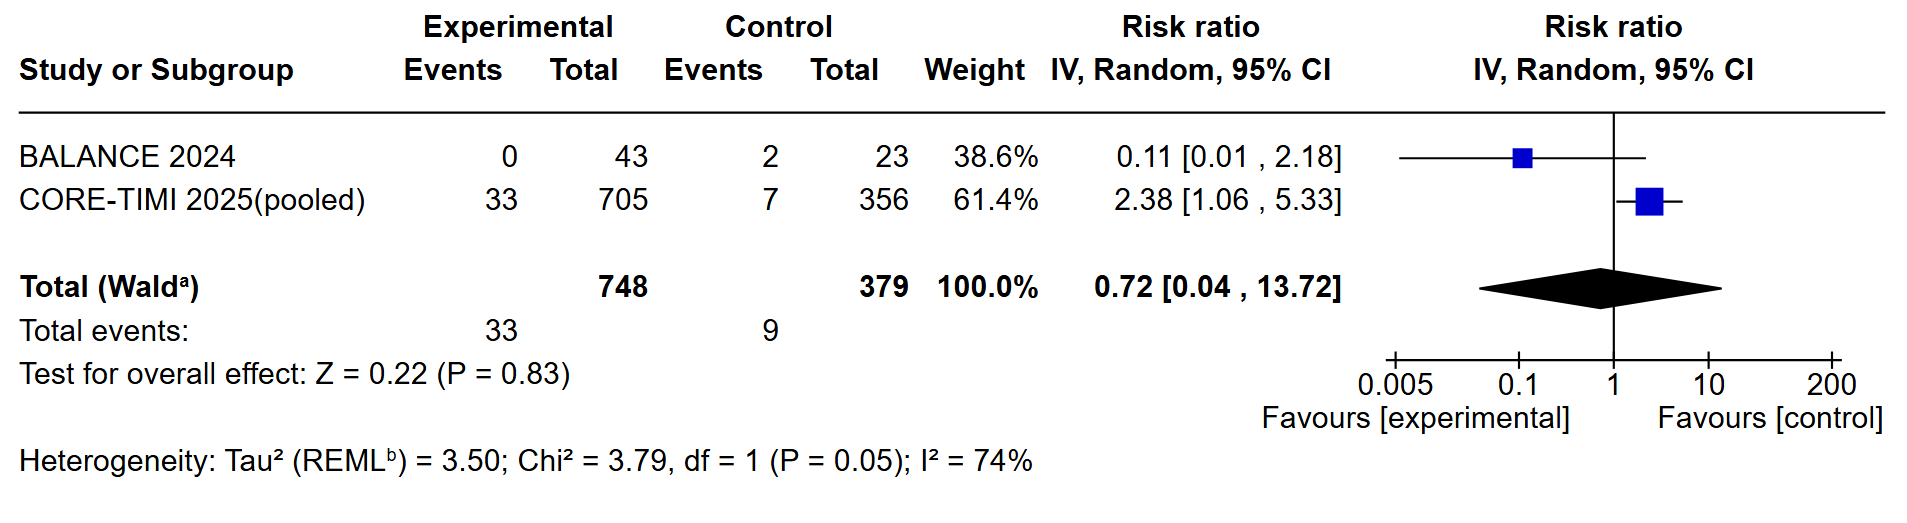 Experimental Control Risk ratio Risk ratio
Study or Subgroup Events Total Events Total Weight IV, Random, 95% CI IV, Random, 95% CI
BALANCE 2024 0 43 2 23 38.6% 0.11 [0.01 , 2.18]
CORE-TIMI 2025(pooled) 33 705 7 356 61.4% 2.38 [1.06 , 5.33]
Total (Waldᵃ) 748 379 100.0% 0.72 [0.04 , 13.72]
Total events: 33 9
Test for overall effect: Z = 0.22 (P = 0.83)
0.005 0.1 1 10 200
Favours [experimental] Favours [control]
Heterogeneity: Tau² (REMLᵇ) = 3.50; Chi² = 3.79, df = 1 (P = 0.05); I² = 74%